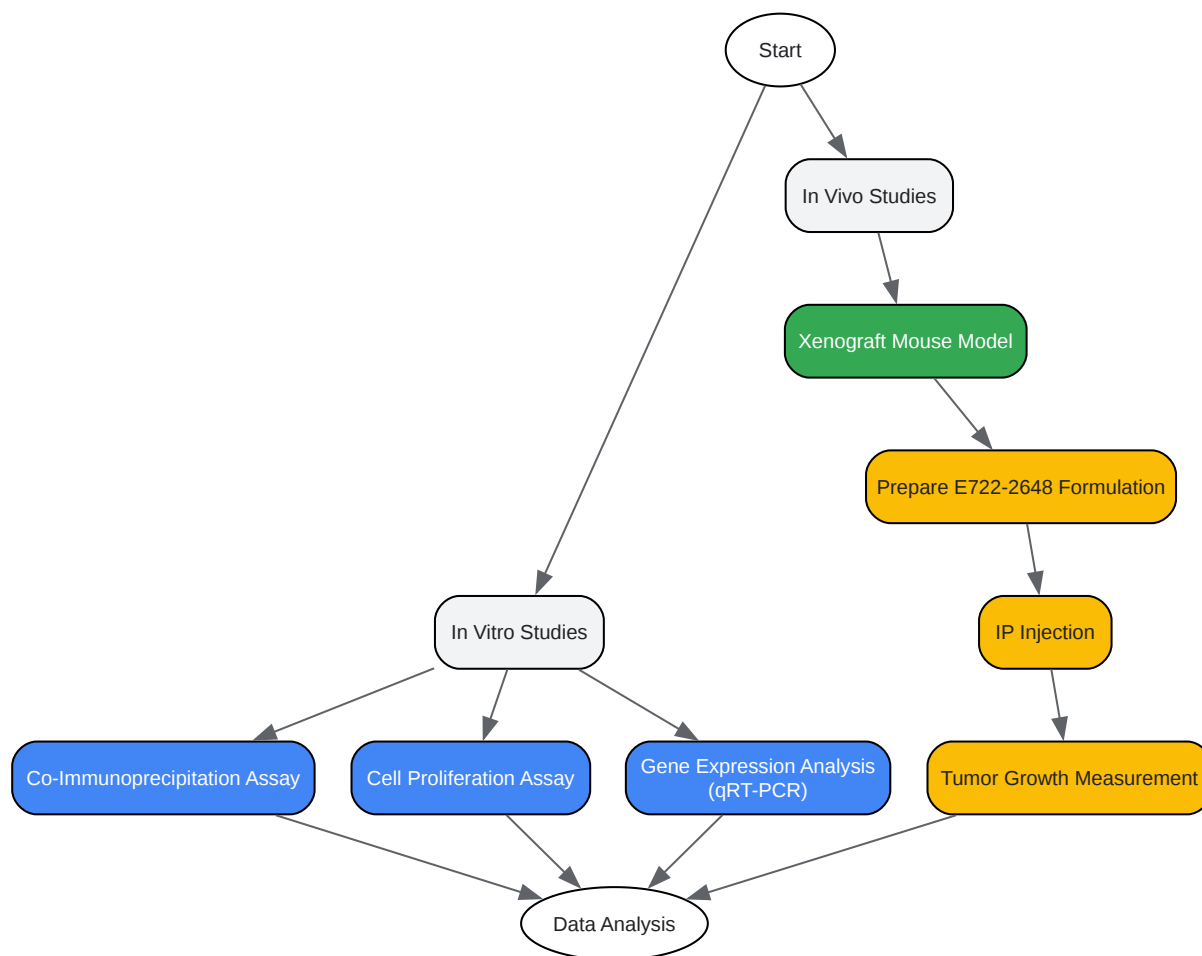 Start
In Vivo Studies
Xenograft Mouse Model
Prepare E722-2648 Formulation
IP Injection
In Vitro Studies
Co-Immunoprecipitation Assay
Cell Proliferation Assay
Gene Expression Analysis
(qRT-PCR)
Tumor Growth Measurement
Data Analysis